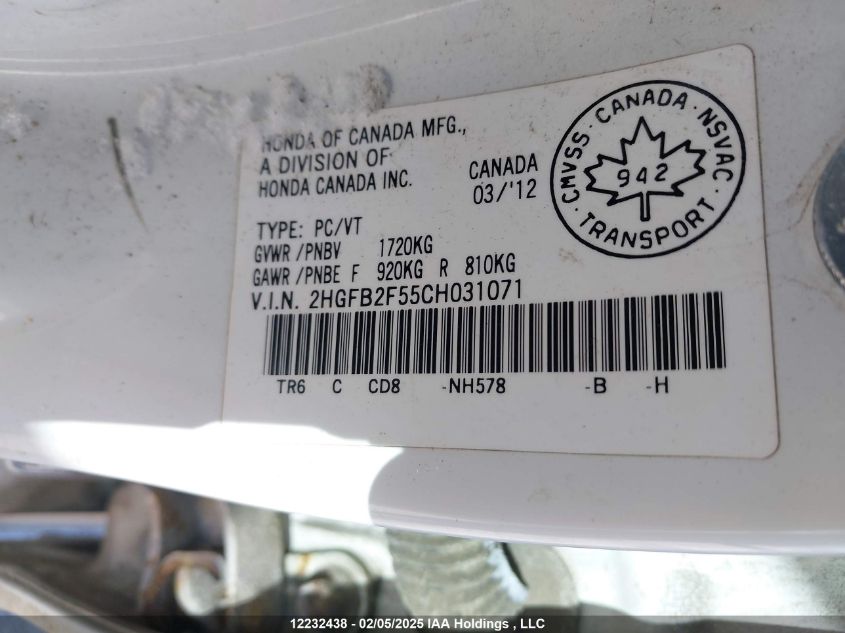 HONDA OF CANADA MFG.,
A DIVISION OF
HONDA CANADA INC.
CANADA
03/'12
CMVSS · CANADA · NSVAC · TRANSPORT ·
942
TYPE: PC/VT
GVWR /PNBV 1720KG
GAWR /PNBE F 920KG R 810KG
V.I.N. 2HGFB2F55CH031071
TR6 C CD8 -NH578 -B -H
12232438 - 02/05/2025 IAA Holdings , LLC